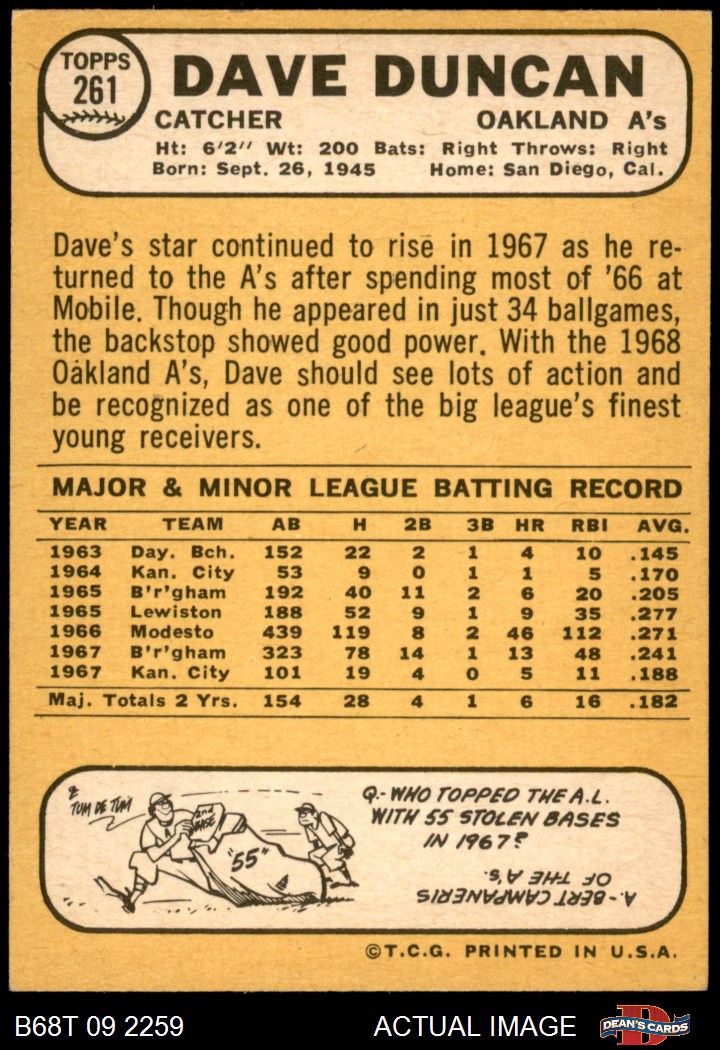 TOPPS
261
DAVE DUNCAN
CATCHER OAKLAND A's
Ht: 6'2" Wt: 200 Bats: Right Throws: Right
Born: Sept. 26, 1945 Home: San Diego, Cal.
Dave's star continued to rise in 1967 as he re-
turned to the A's after spending most of '66 at
Mobile. Though he appeared in just 34 ballgames,
the backstop showed good power. With the 1968
Oakland A's, Dave should see lots of action and
be recognized as one of the big league's finest
young receivers.
MAJOR & MINOR LEAGUE BATTING RECORD
YEAR TEAM AB H 2B 3B HR RBI AVG.
1963 Day. Bch. 152 22 2 1 4 10 .145
1964 Kan. City 53 9 0 1 1 5 .170
1965 B'r'gham 192 40 11 2 6 20 .205
1965 Lewiston 188 52 9 1 9 35 .277
1966 Modesto 439 119 8 2 46 112 .271
1967 B'r'gham 323 78 14 1 13 48 .241
1967 Kan. City 101 19 4 0 5 11 .188
Maj. Totals 2 Yrs. 154 28 4 1 6 16 .182
TUM DE TUM
2nd
BASE
"55"
Q.- WHO TOPPED THE A.L.
WITH 55 STOLEN BASES
IN 1967?
A.- BERT CAMPANERIS
OF THE A's.
©T.C.G. PRINTED IN U.S.A.
B68T 09 2259 ACTUAL IMAGE DEAN'S CARDS